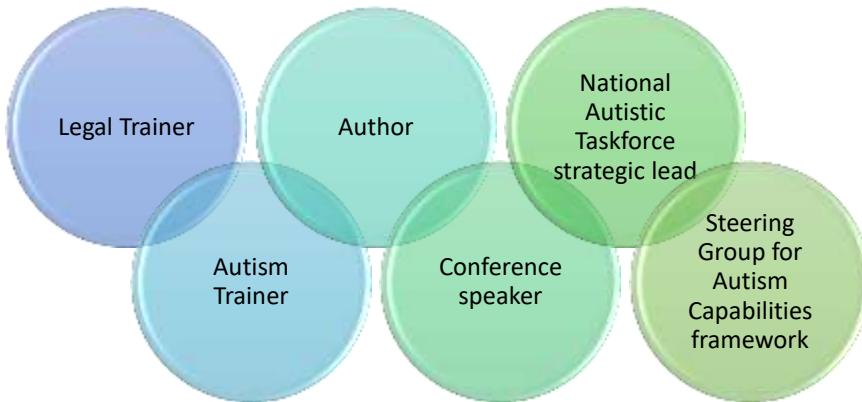 Legal Trainer
Autism
Trainer
Author
Conference
speaker
National
Autistic
Taskforce
strategic lead
Steering
Group for
Autism
Capabilities
framework